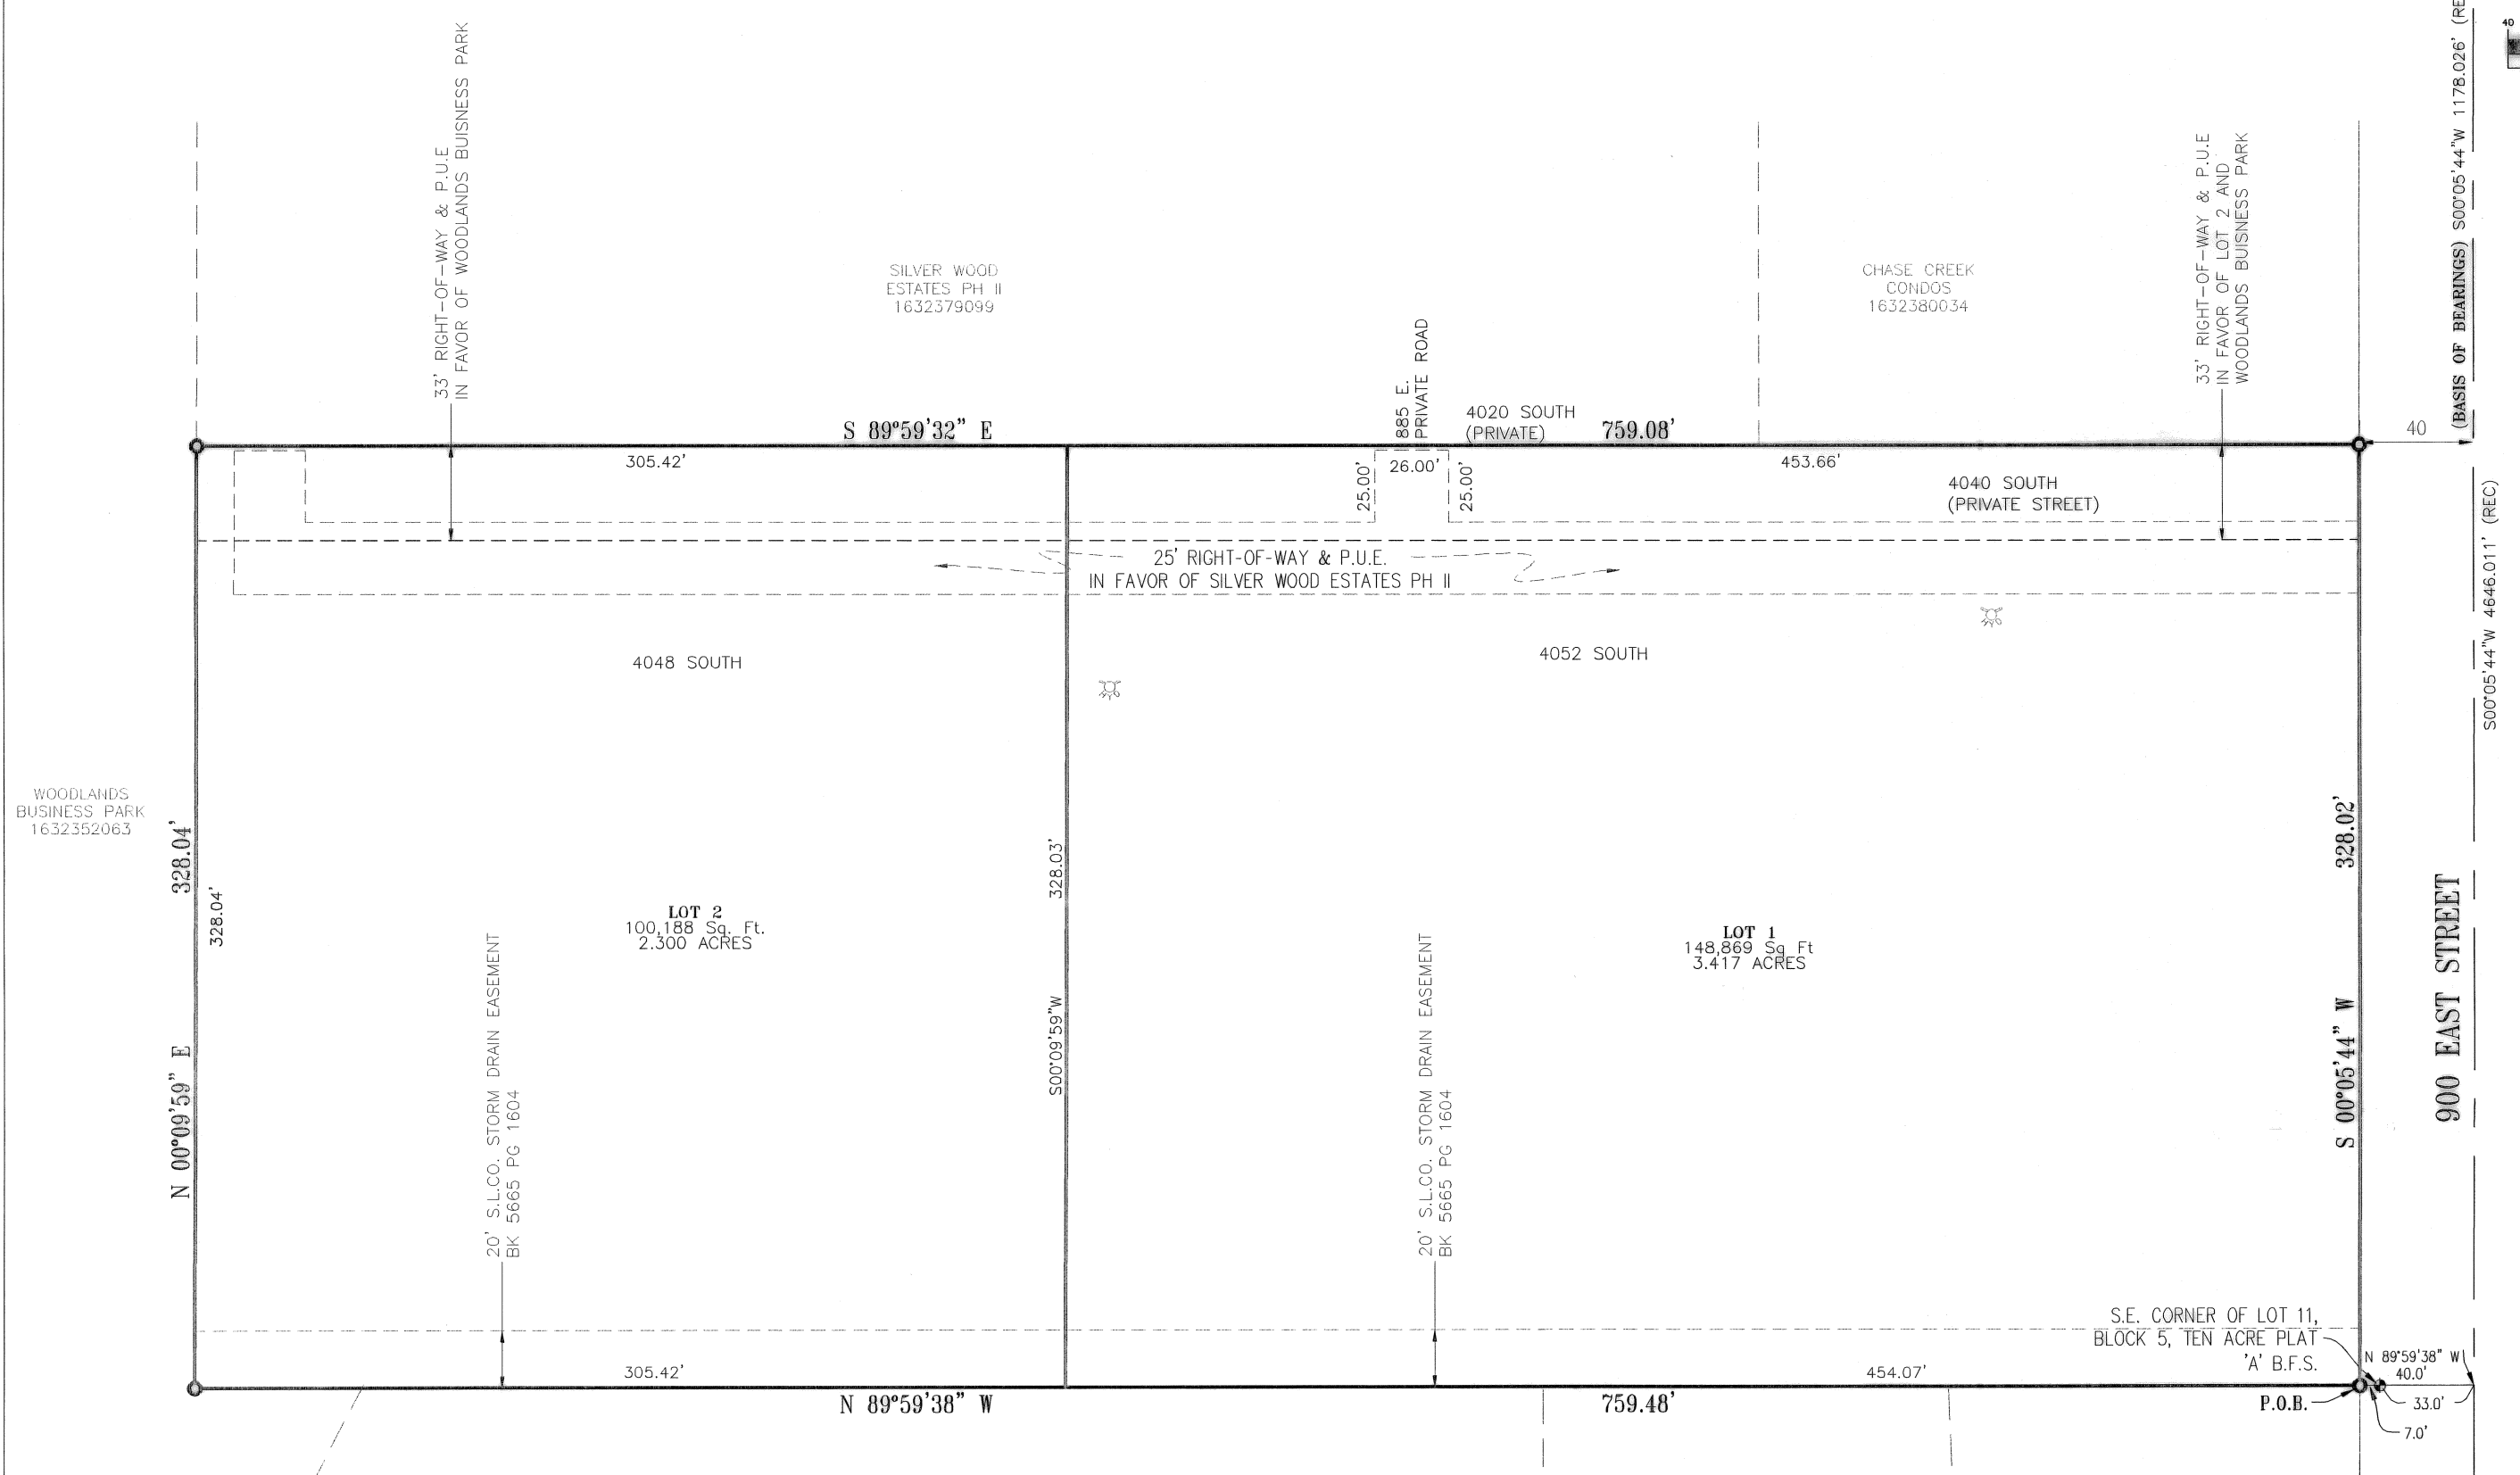 33' RIGHT-OF-WAY & P.U.E
IN FAVOR OF WOODLANDS BUISNESS PARK
SILVER WOOD
ESTATES PH II
1632379099
CHASE CREEK
CONDOS
1632380034
33' RIGHT-OF-WAY & P.U.E
IN FAVOR OF LOT 2 AND
WOODLANDS BUISNESS PARK
(BASIS OF BEARINGS) S00°05'44"W 1178.026'
40
885 E.
PRIVATE ROAD
4020 SOUTH
(PRIVATE)
S 89°59'32" E
759.08'
40
305.42'
25.00'
26.00'
25.00'
453.66'
4040 SOUTH
(PRIVATE STREET)
S00°05'44"W 4646.011' (REC)
25' RIGHT-OF-WAY & P.U.E.
IN FAVOR OF SILVER WOOD ESTATES PH II
4048 SOUTH
4052 SOUTH
WOODLANDS
BUSINESS PARK
1632352063
N 00°09'59" E 328.04'
328.04'
LOT 2
100,188 Sq. Ft.
2.300 ACRES
S00°09'59"W 328.03'
LOT 1
148,869 Sq Ft
3.417 ACRES
S 00°05'44" W 328.02'
900 EAST STREET
20' S.L.CO. STORM DRAIN EASEMENT
BK 5665 PG 1604
20' S.L.CO. STORM DRAIN EASEMENT
BK 5665 PG 1604
S.E. CORNER OF LOT 11,
BLOCK 5, TEN ACRE PLAT
'A' B.F.S.
N 89°59'38" W
40.0'
305.42'
454.07'
N 89°59'38" W
759.48'
P.O.B.
33.0'
7.0'